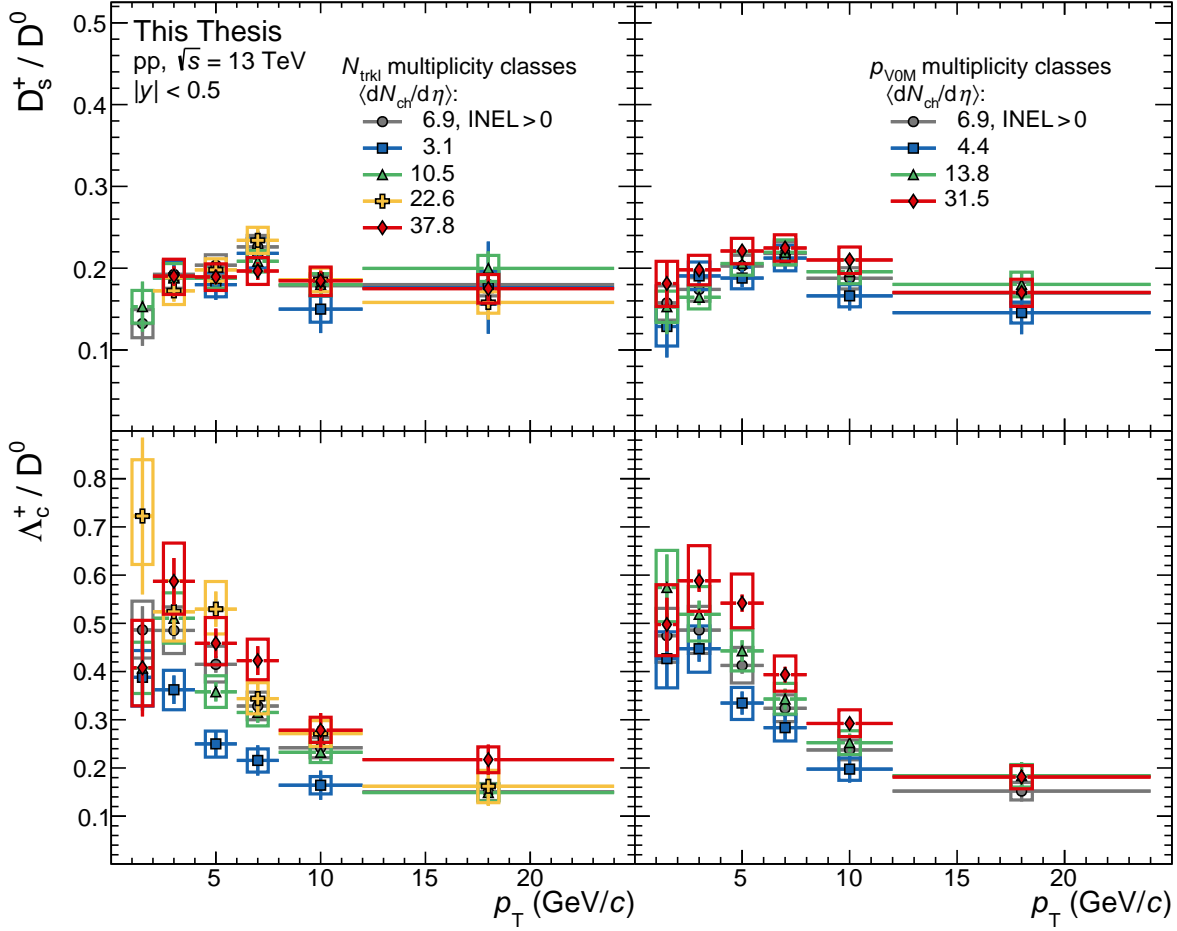 This Thesis
pp, √s = 13 TeV
|y| < 0.5
N_trkl multiplicity classes
⟨dN_ch/dη⟩:
6.9, INEL > 0
3.1
10.5
22.6
37.8
p_V0M multiplicity classes
⟨dN_ch/dη⟩:
6.9, INEL > 0
4.4
13.8
31.5
D_s^+ / D^0
0.5
0.4
0.3
0.2
0.1
Λ_c^+ / D^0
0.8
0.7
0.6
0.5
0.4
0.3
0.2
0.1
5 10 15 20
5 10 15 20
p_T (GeV/c)
p_T (GeV/c)